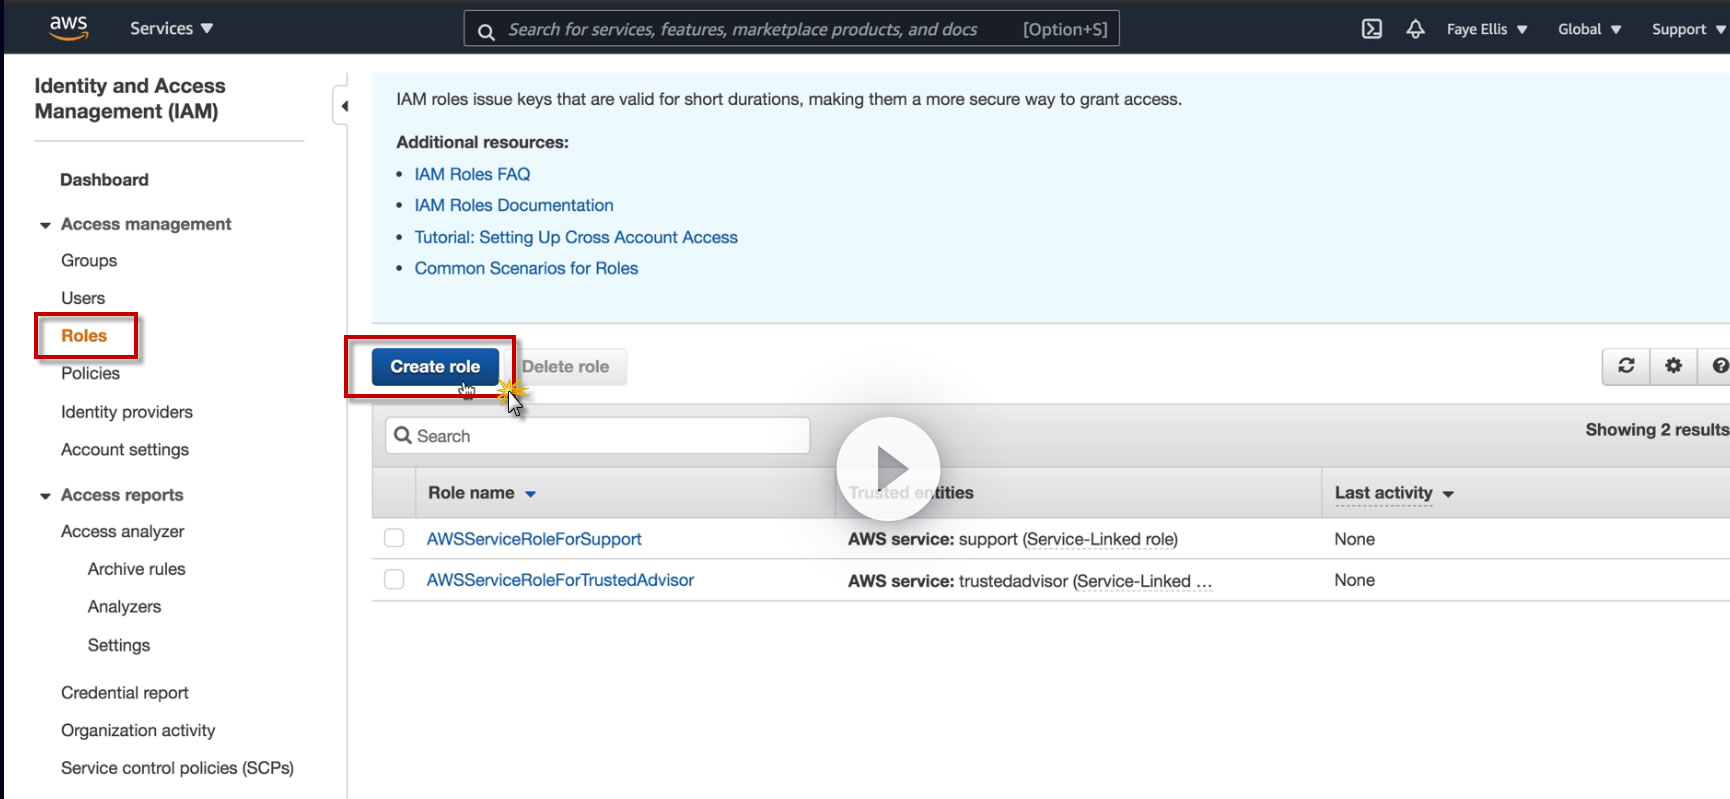 aws
Services
Search for services, features, marketplace products, and docs [Option+S]
Faye Ellis
Global
Support
Identity and Access
Management (IAM)
Dashboard
Access management
Groups
Users
Roles
Policies
Identity providers
Account settings
Access reports
Access analyzer
Archive rules
Analyzers
Settings
Credential report
Organization activity
Service control policies (SCPs)
IAM roles issue keys that are valid for short durations, making them a more secure way to grant access.
Additional resources:
• IAM Roles FAQ
• IAM Roles Documentation
• Tutorial: Setting Up Cross Account Access
• Common Scenarios for Roles
Create role
Delete role
Search
Showing 2 results
Role name
Trusted entities
Last activity
AWSServiceRoleForSupport
AWS service: support (Service-Linked role)
None
AWSServiceRoleForTrustedAdvisor
AWS service: trustedadvisor (Service-Linked ...
None